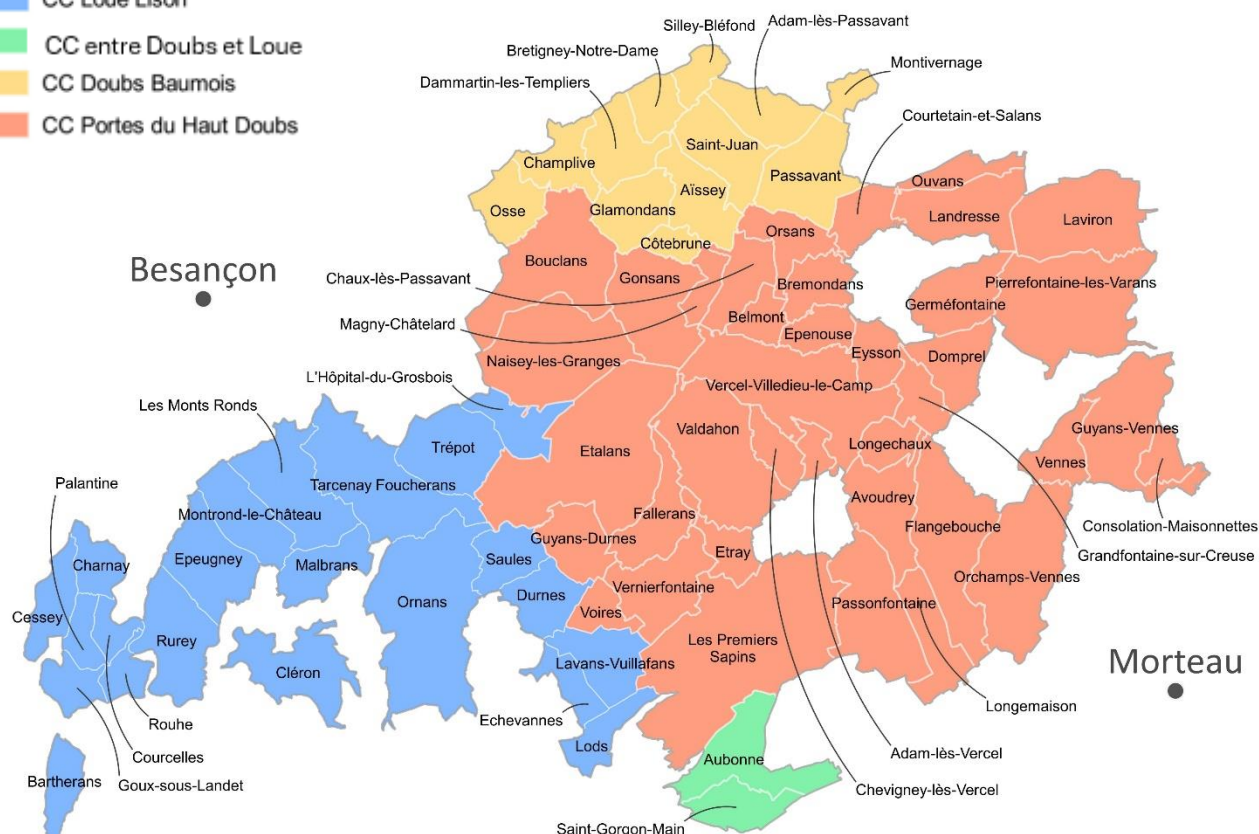 CC Loue Lison
CC entre Doubs et Loue
CC Doubs Baumois
CC Portes du Haut Doubs
Silley-Bléfond
Adam-lès-Passavant
Bretigney-Notre-Dame
Montivernage
Dammartin-les-Templiers
Courtetain-et-Salans
Saint-Juan
Champlive
Passavant
Ouvans
Aïssey
Osse
Glamondans
Landresse
Laviron
Orsans
Côtebrune
Bouclans
Besançon
Gonsans
Chaux-lès-Passavant
Bremondans
Pierrefontaine-les-Varans
Germéfontaine
Belmont
Magny-Châtelard
Epenouse
Eysson
Domprel
Naisey-les-Granges
L'Hôpital-du-Grosbois
Vercel-Villedieu-le-Camp
Les Monts Ronds
Valdahon
Guyans-Vennes
Trépot
Etalans
Longechaux
Vennes
Palantine
Tarcenay Foucherans
Avoudrey
Montrond-le-Château
Fallerans
Flangebouche
Consolation-Maisonnettes
Guyans-Durnes
Etray
Grandfontaine-sur-Creuse
Epeugney
Saules
Charnay
Malbrans
Orchamps-Vennes
Vernierfontaine
Durnes
Ornans
Passonfontaine
Voires
Cessey
Rurey
Les Premiers
Sapins
Lavans-Vuillafans
Morteau
Cléron
Longemaison
Echevannes
Rouhe
Lods
Adam-lès-Vercel
Courcelles
Aubonne
Bartherans
Goux-sous-Landet
Chevigney-lès-Vercel
Saint-Gorgon-Main